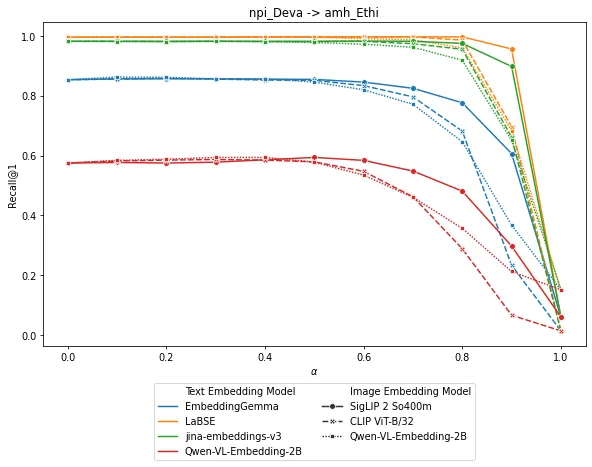 npi_Deva -> amh_Ethi
Recall@1
1.0
0.8
0.6
0.4
0.2
0.0
0.0 0.2 0.4 0.6 0.8 1.0
α
Text Embedding Model
EmbeddingGemma
LaBSE
jina-embeddings-v3
Qwen-VL-Embedding-2B
Image Embedding Model
SigLIP 2 So400m
CLIP ViT-B/32
Qwen-VL-Embedding-2B